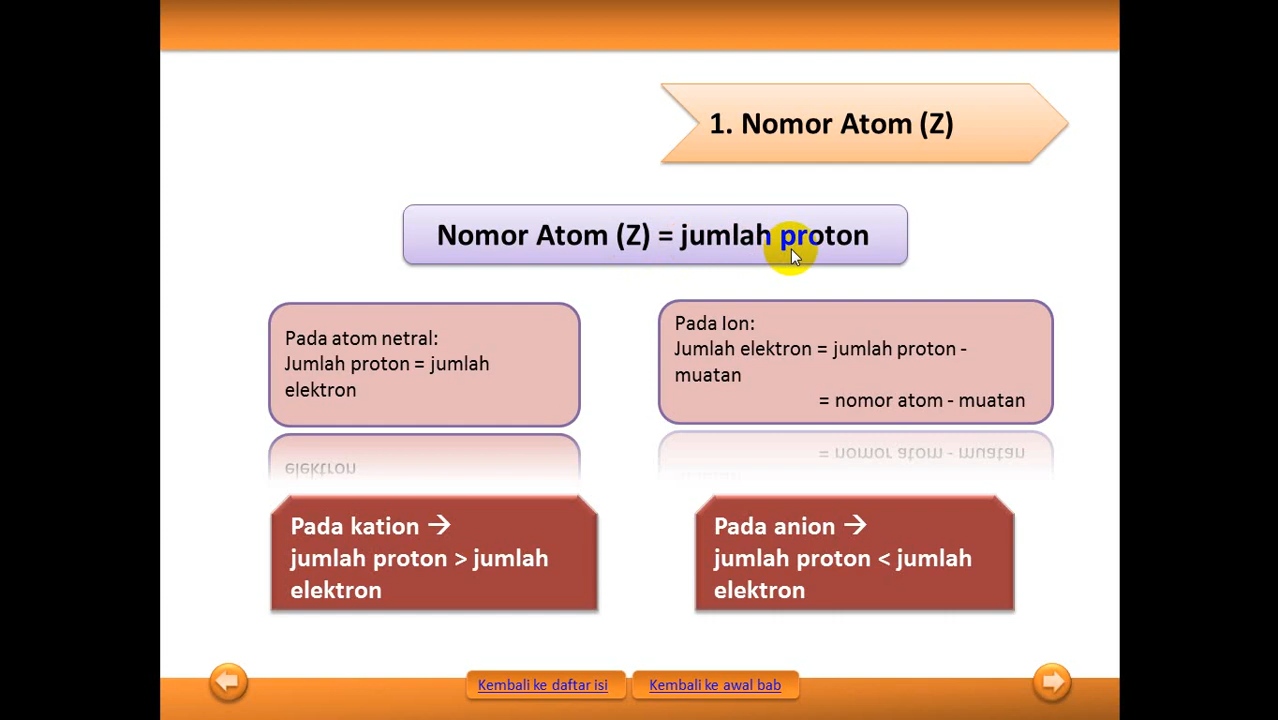 1. Nomor Atom (Z)
Nomor Atom (Z) = jumlah proton
Pada atom netral:
Jumlah proton = jumlah
elektron
Pada Ion:
Jumlah elektron = jumlah proton -
muatan
= nomor atom - muatan
Pada kation →
jumlah proton > jumlah
elektron
Pada anion →
jumlah proton < jumlah
elektron
Kembali ke daftar isi
Kembali ke awal bab